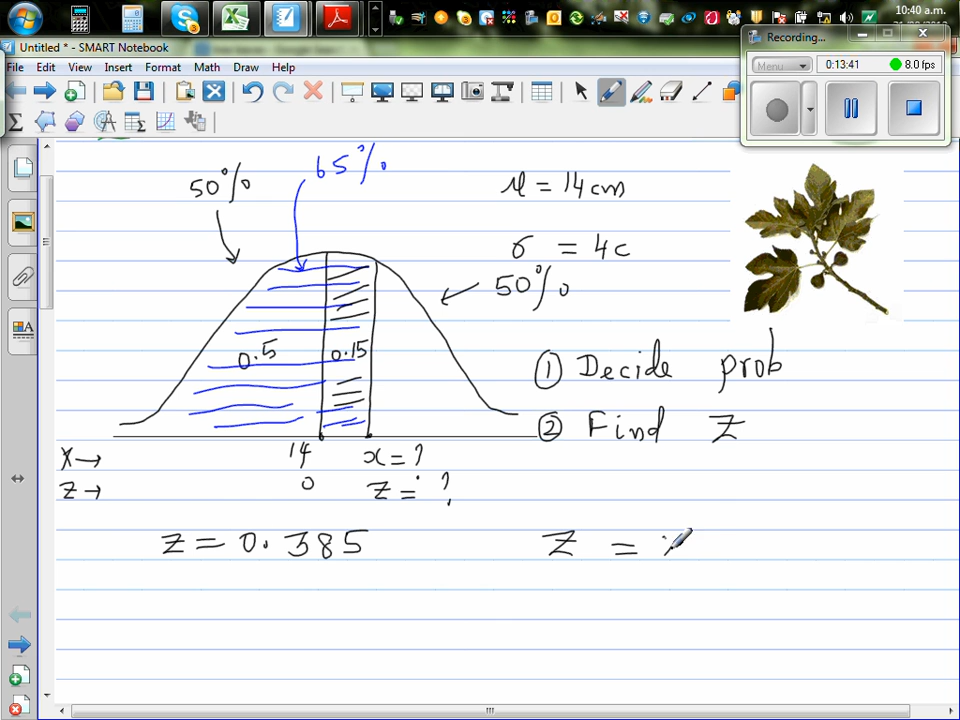 10:40 a.m.
Untitled * - SMART Notebook
Recording...
File Edit View Insert Format Math Draw Help
Menu
0:13:41
8.0 fps
65%
50%
μ = 14cm
σ = 4c
50%
0.5
0.15
① Decide prob
② Find Z
X→ 14 x = ?
Z→ 0 z = ?
z = 0.385
Z =